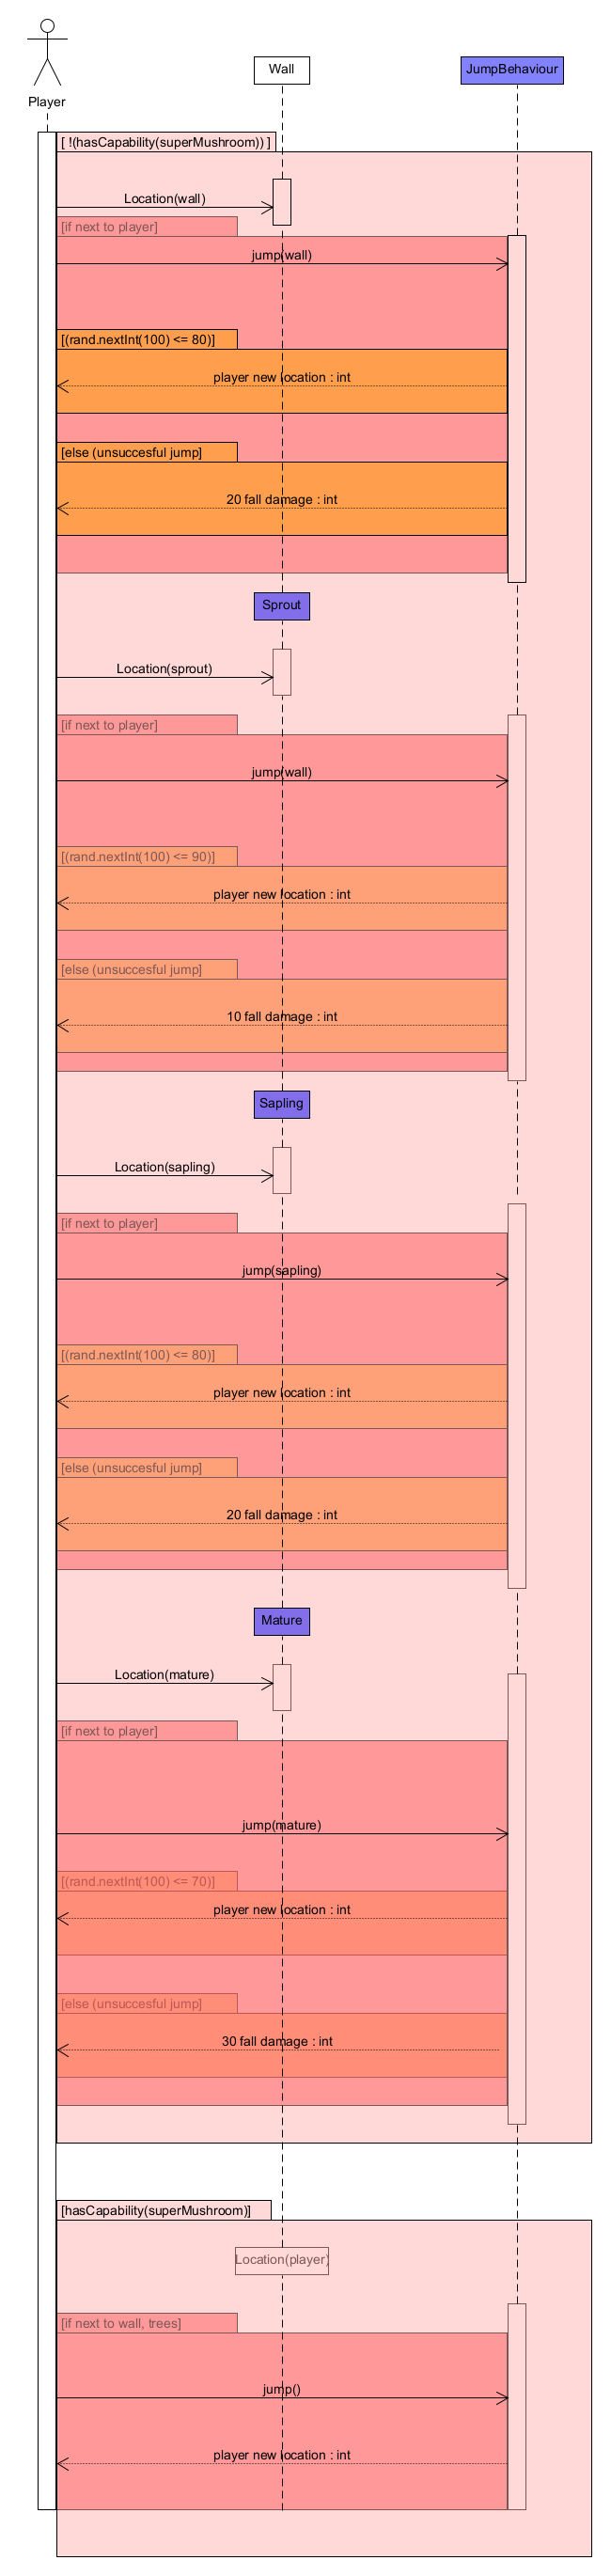 Wall
JumpBehaviour
Player
[ !(hasCapability(superMushroom)) ]
Location(wall)
[if next to player]
jump(wall)
[(rand.nextInt(100) <= 80)]
player new location : int
[else (unsuccesful jump]
20 fall damage : int
Sprout
Location(sprout)
[if next to player]
jump(wall)
[(rand.nextInt(100) <= 90)]
player new location : int
[else (unsuccesful jump]
10 fall damage : int
Sapling
Location(sapling)
[if next to player]
jump(sapling)
[(rand.nextInt(100) <= 80)]
player new location : int
[else (unsuccesful jump]
20 fall damage : int
Mature
Location(mature)
[if next to player]
jump(mature)
[(rand.nextInt(100) <= 70)]
player new location : int
[else (unsuccesful jump]
30 fall damage : int
[hasCapability(superMushroom)]
Location(player)
[if next to wall, trees]
jump()
player new location : int